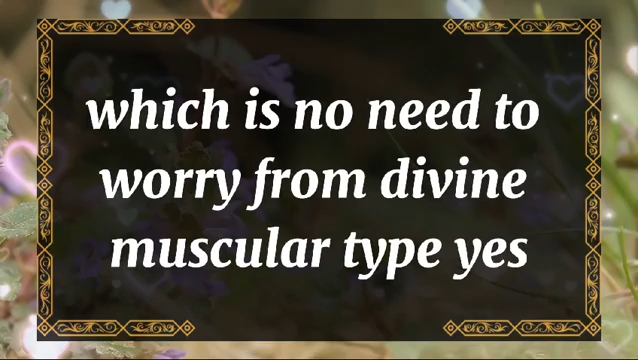 which is no need to
worry from divine
muscular type yes